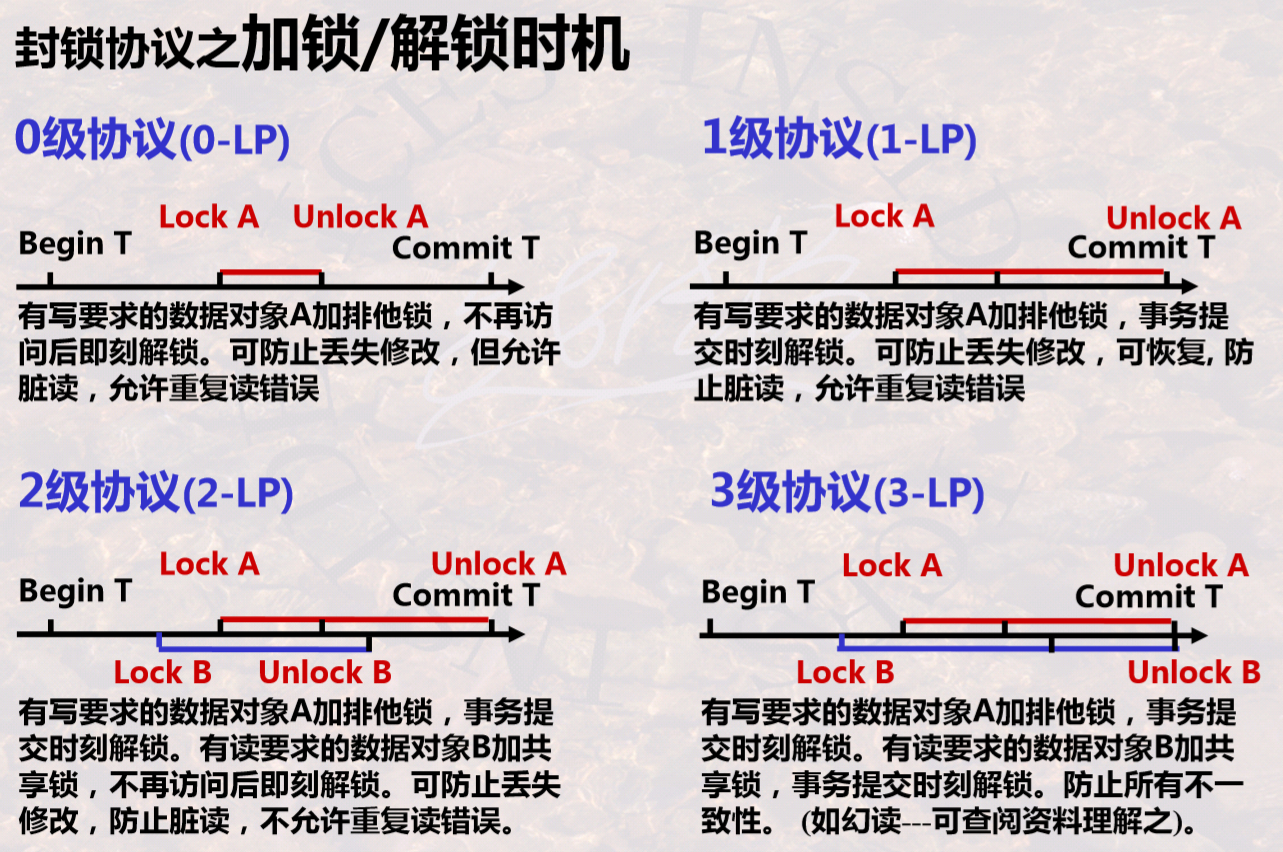 封锁协议之加锁/解锁时机
0级协议(0-LP)
Lock A Unlock A
Begin T Commit T
有写要求的数据对象A加排他锁，不再访
问后即刻解锁。可防止丢失修改，但允许
脏读，允许重复读错误
1级协议(1-LP)
Lock A Unlock A
Begin T Commit T
有写要求的数据对象A加排他锁，事务提
交时刻解锁。可防止丢失修改，可恢复, 防
止脏读，允许重复读错误
2级协议(2-LP)
Lock A Unlock A
Begin T Commit T
Lock B Unlock B
有写要求的数据对象A加排他锁，事务提
交时刻解锁。有读要求的数据对象B加共
享锁，不再访问后即刻解锁。可防止丢失
修改，防止脏读，不允许重复读错误。
3级协议(3-LP)
Lock A Unlock A
Begin T Commit T
Lock B Unlock B
有写要求的数据对象A加排他锁，事务提
交时刻解锁。有读要求的数据对象B加共
享锁，事务提交时刻解锁。防止所有不一
致性。 (如幻读---可查阅资料理解之)。